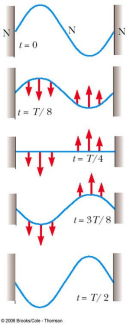 N N N
t = 0
t = T/8
t = T/4
t = 3T/8
t = T/2
© 2006 Brooks/Cole - Thomson